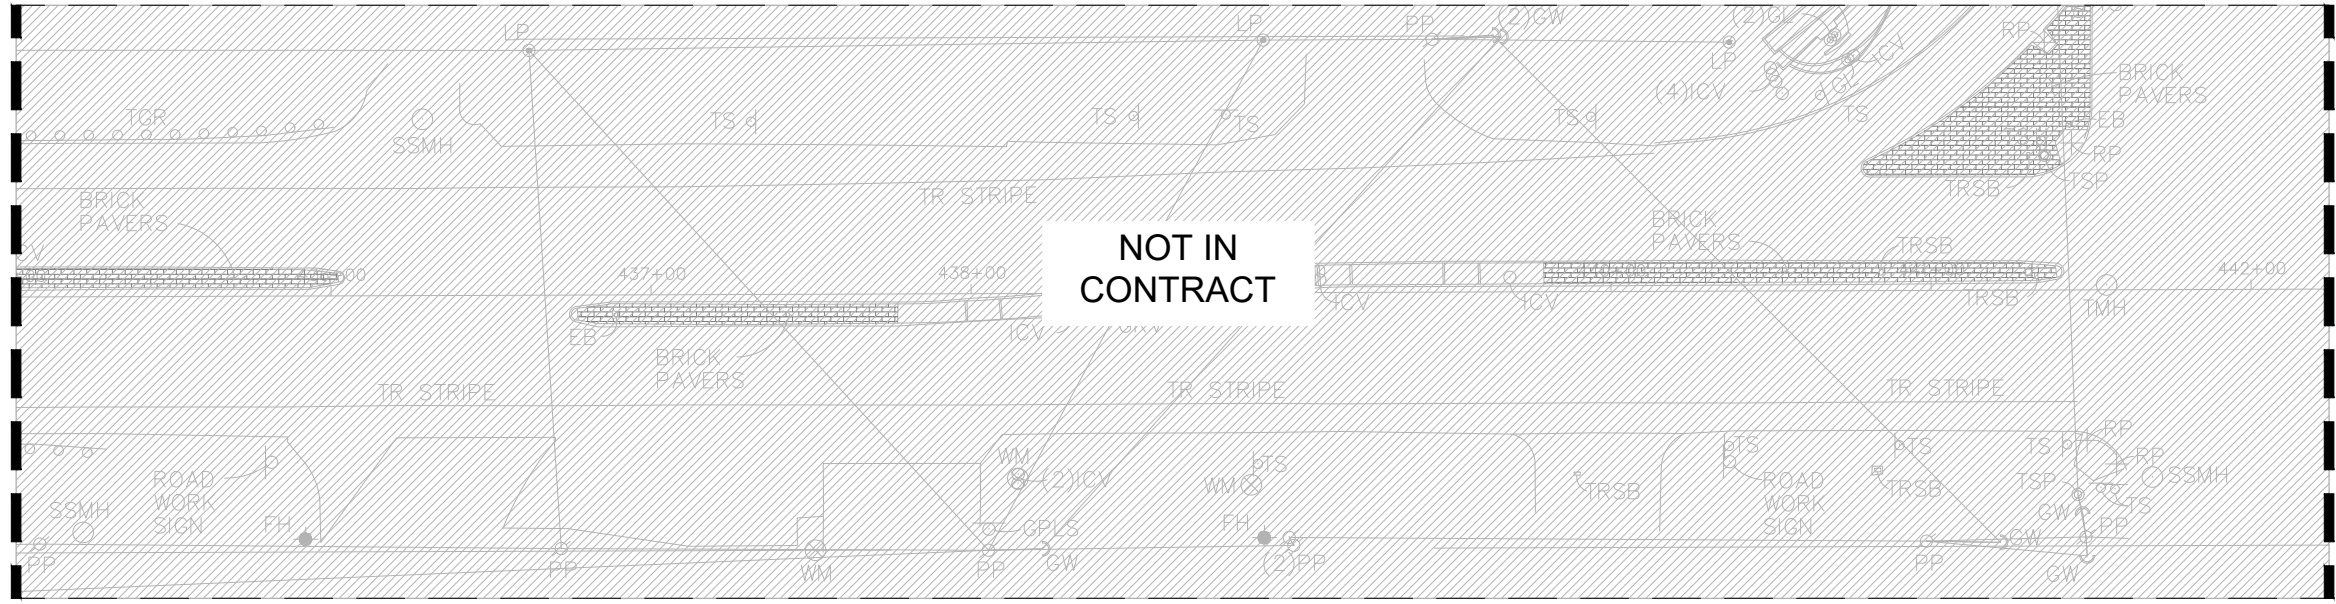 LP
LP
PP
(2)GW
(2)GL
LP
ICV
RP
BRICK
PAVERS
(4)ICV
GL
TS
TGR
SSMH
TS
TS
TS
TS
EB
RP
TSP
TRSB
BRICK
PAVERS
TR STRIPE
BRICK
PAVERS
TRSB
NOT IN
CONTRACT
437+00
438+00
442+00
ICV
ICV
TRSB
TMH
EB
ICV
BRICK
PAVERS
TR STRIPE
TR STRIPE
TR STRIPE
ROAD
WORK
SIGN
SSMH
FH
WM
(2)ICV
TS
WM
TRSB
TS
ROAD
WORK
SIGN
TS
TRSB
TS
RP
RP
SSMH
TSP
TS
GW
PP
PP
PP
WM
GPLS
PP
GW
FH
(2)PP
PP
GW
GW